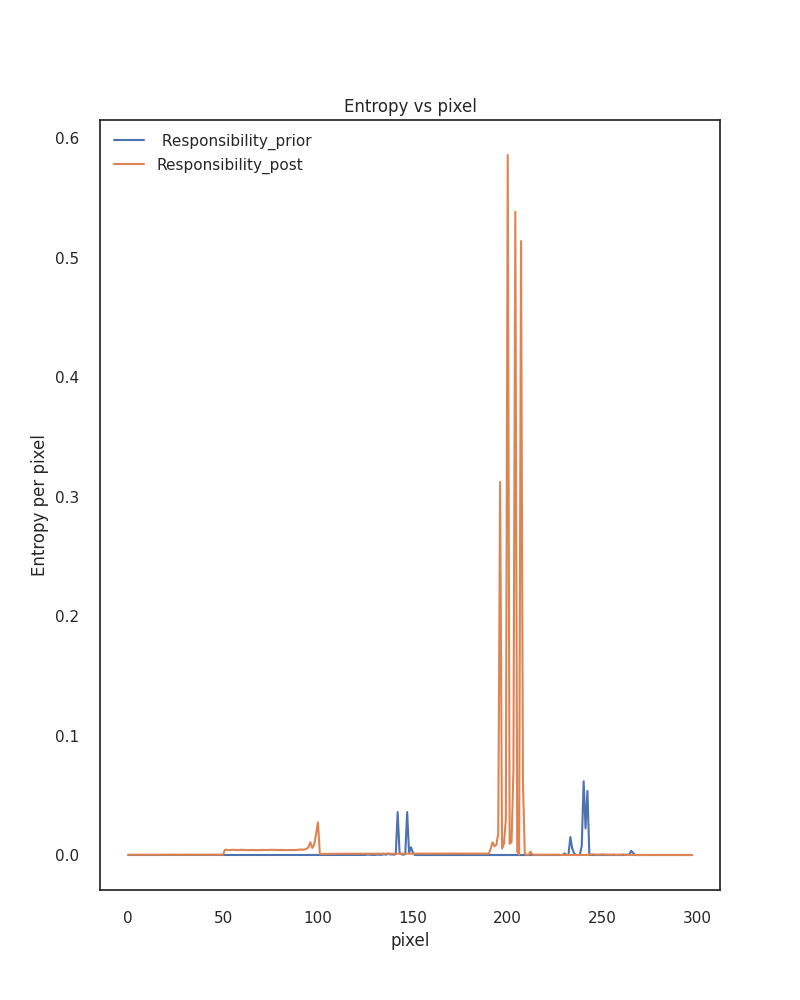 Entropy vs pixel
Responsibility_prior
Responsibility_post
0.6
0.5
0.4
0.3
0.2
0.1
0.0
Entropy per pixel
0 50 100 150 200 250 300
pixel